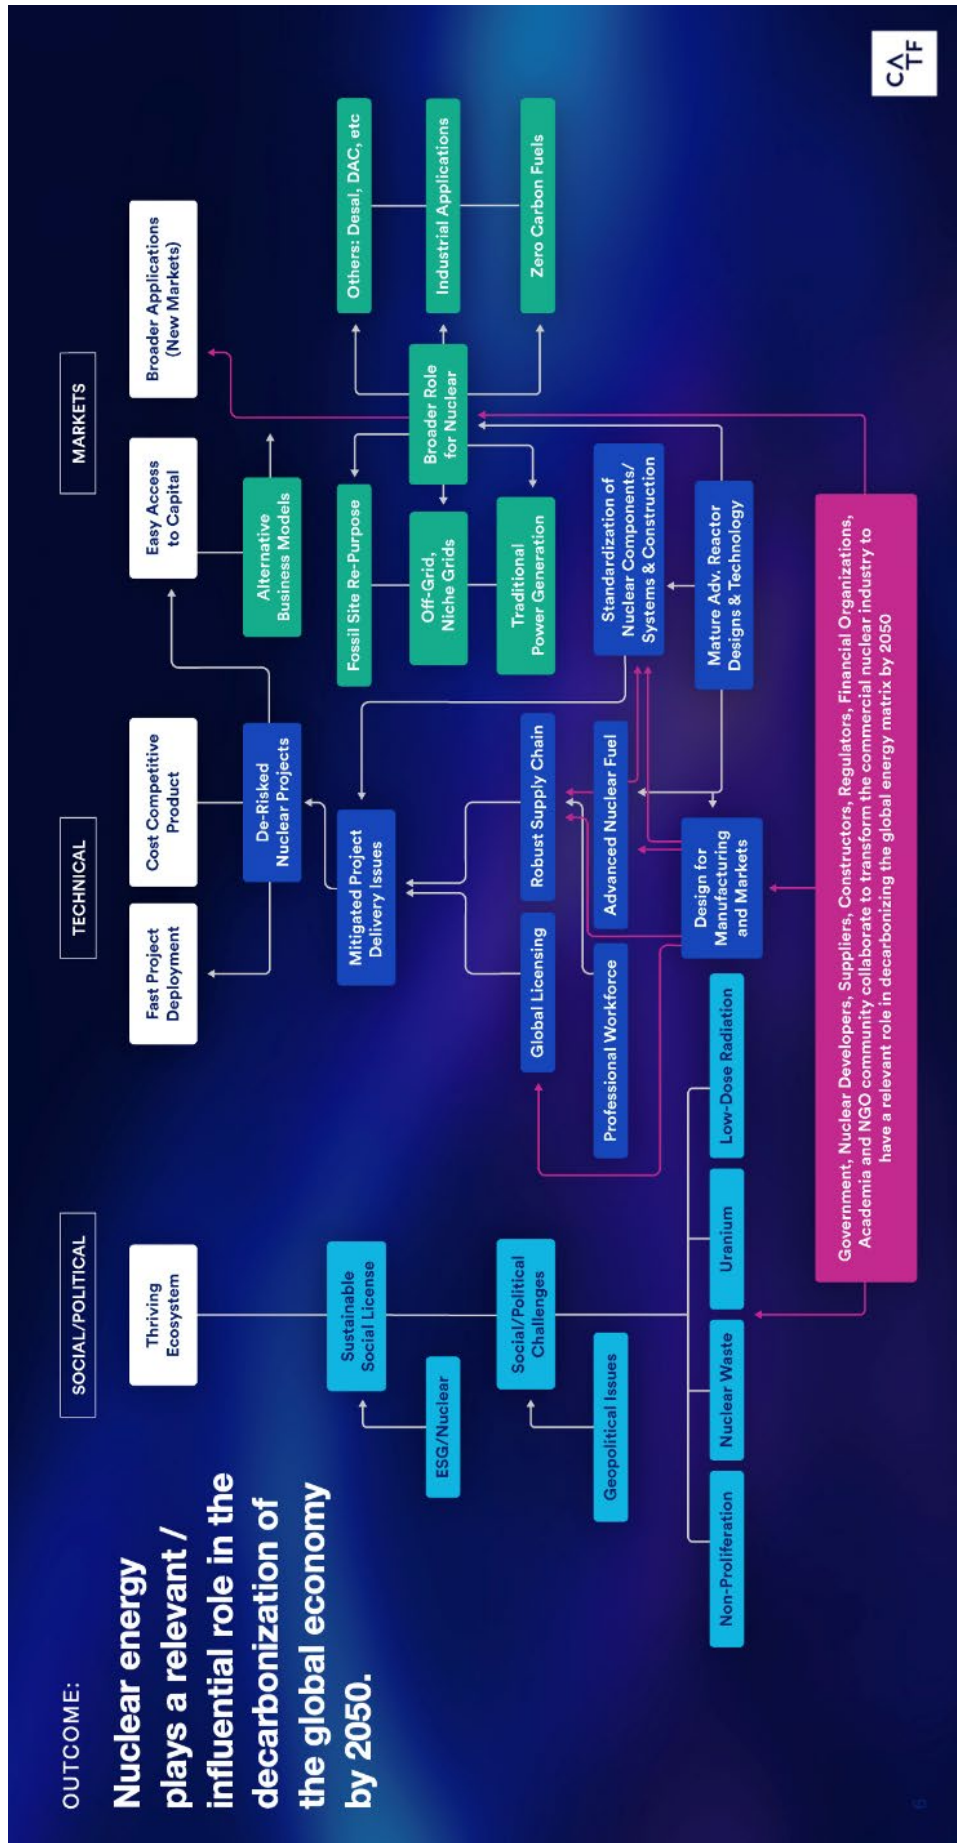 OUTCOME:
Nuclear energy
plays a relevant /
influential role in the
decarbonization of
the global economy
by 2050.
SOCIAL/POLITICAL
TECHNICAL
MARKETS
Thriving
Ecosystem
Fast Project
Deployment
Cost Competitive
Product
Easy Access
to Capital
Broader Applications
(New Markets)
De-Risked
Nuclear Projects
Alternative
Business Models
Sustainable
Social License
Mitigated Project
Delivery Issues
Fossil Site Re-Purpose
Others: Desal, DAC, etc
ESG/Nuclear
Off-Grid,
Niche Grids
Broader Role
for Nuclear
Industrial Applications
Social/Political
Challenges
Global Licensing
Robust Supply Chain
Traditional
Power Generation
Zero Carbon Fuels
Geopolitical Issues
Professional Workforce
Advanced Nuclear Fuel
Standardization of
Nuclear Components/
Systems & Construction
Non-Proliferation
Nuclear Waste
Uranium
Low-Dose Radiation
Design for
Manufacturing
and Markets
Mature Adv. Reactor
Designs & Technology
Government, Nuclear Developers, Suppliers, Constructors, Regulators, Financial Organizations,
Academia and NGO community collaborate to transform the commercial nuclear industry to
have a relevant role in decarbonizing the global energy matrix by 2050
CATF
6